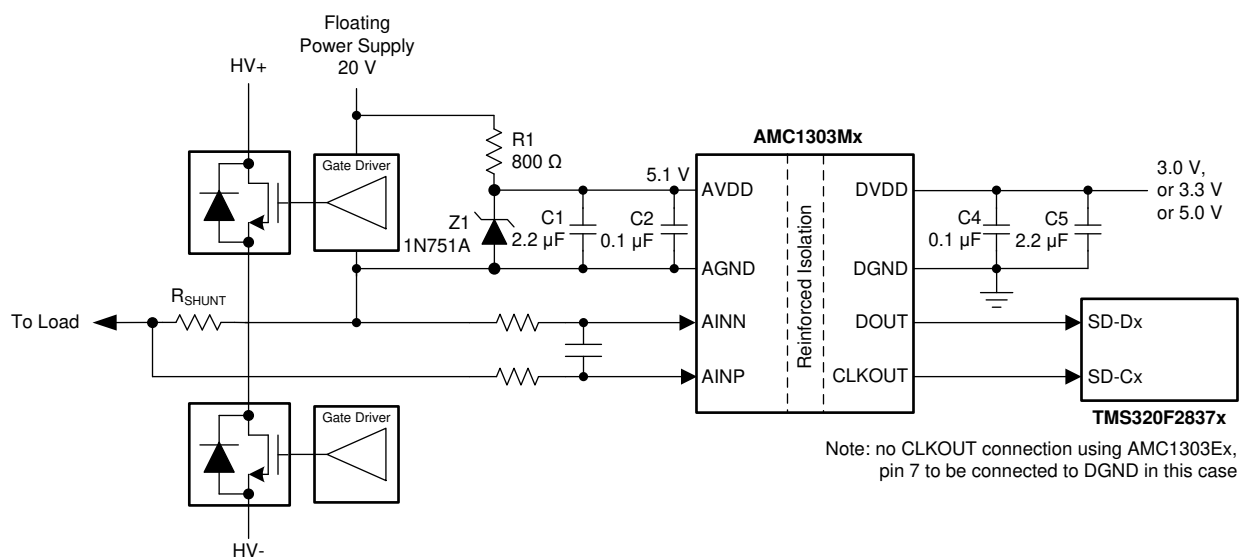 Floating
Power Supply
20 V
HV+
R1
800 Ω
AMC1303Mx
Gate Driver
5.1 V
AVDD
DVDD
3.0 V,
or 3.3 V
or 5.0 V
Z1
1N751A
C1
2.2 µF
C2
0.1 µF
C4
0.1 µF
C5
2.2 µF
Reinforced Isolation
AGND
DGND
RSHUNT
To Load
AINN
DOUT
SD-Dx
AINP
CLKOUT
SD-Cx
TMS320F2837x
Gate Driver
Note: no CLKOUT connection using AMC1303Ex,
pin 7 to be connected to DGND in this case
HV-